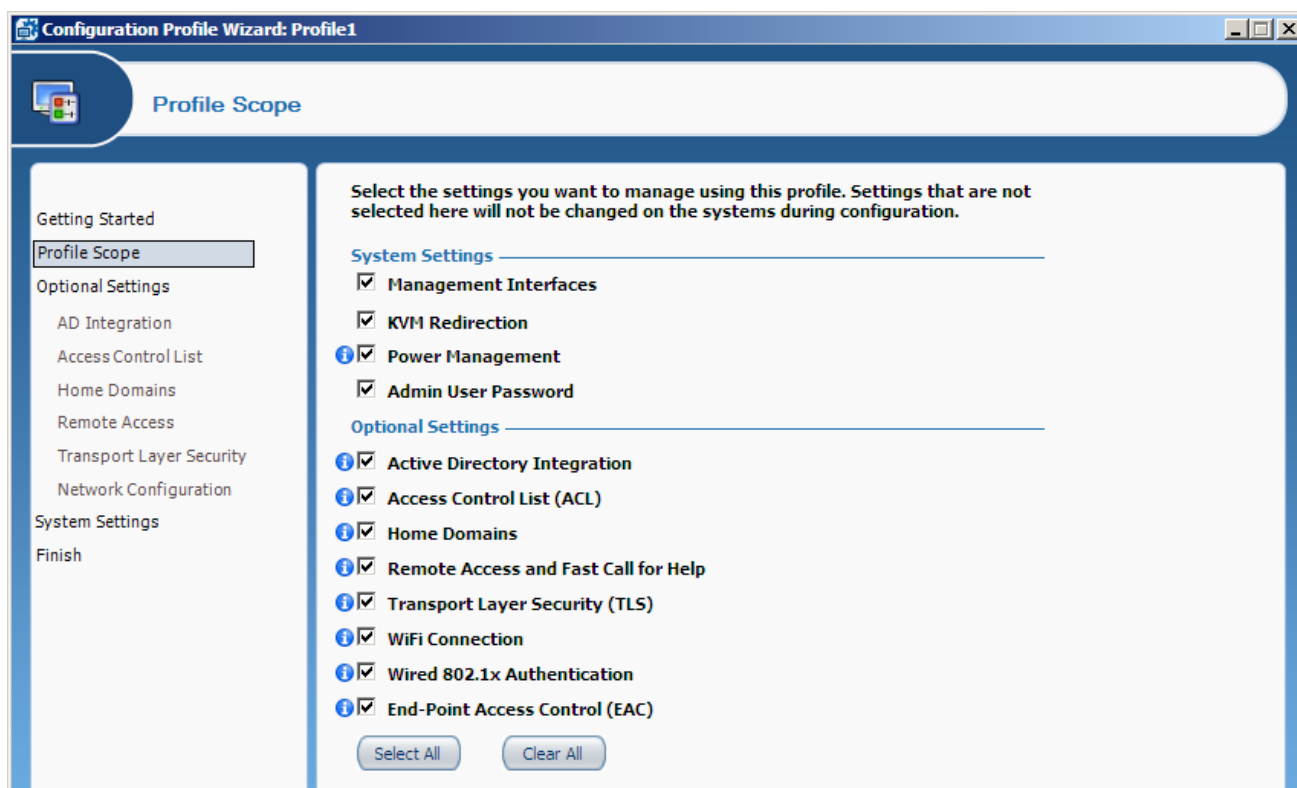 Configuration Profile Wizard: Profile1
Profile Scope
Getting Started
Profile Scope
Optional Settings
AD Integration
Access Control List
Home Domains
Remote Access
Transport Layer Security
Network Configuration
System Settings
Finish
Select the settings you want to manage using this profile. Settings that are not
selected here will not be changed on the systems during configuration.
System Settings
Management Interfaces
KVM Redirection
Power Management
Admin User Password
Optional Settings
Active Directory Integration
Access Control List (ACL)
Home Domains
Remote Access and Fast Call for Help
Transport Layer Security (TLS)
WiFi Connection
Wired 802.1x Authentication
End-Point Access Control (EAC)
Select All
Clear All